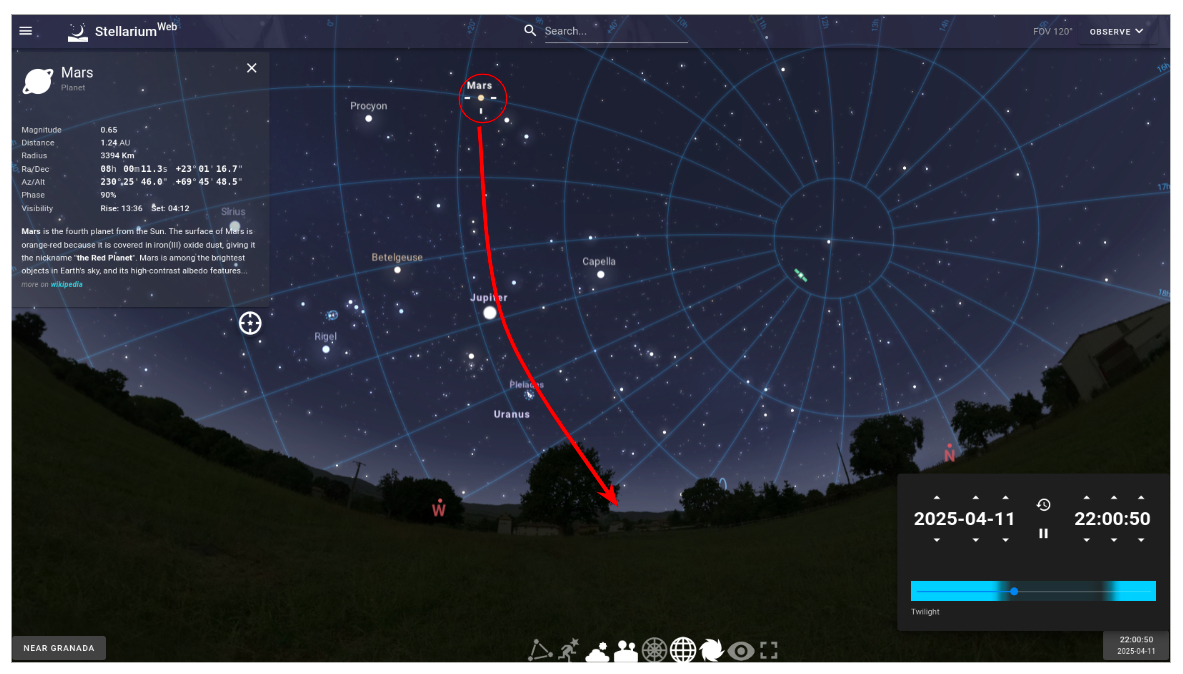 StellariumWeb
Search...
FOV 120°
OBSERVE
Mars
Planet
Magnitude 0.65
Distance 1.24 AU
Radius 3394 Km
Ra/Dec 08h 00m11.3s +23°01'16.7"
Az/Alt 230°25'46.0" +69°45'48.5"
Phase 90%
Visibility Rise: 13:36 Set: 04:12
Mars is the fourth planet from the Sun. The surface of Mars is
orange-red because it is covered in iron(III) oxide dust, giving it
the nickname "the Red Planet". Mars is among the brightest
objects in Earth's sky, and its high-contrast albedo features...
more on wikipedia
Mars
Procyon
Sirius
Betelgeuse
Capella
Jupiter
Rigel
Pleiades
Uranus
W
N
16h
17h
18h
2025-04-11
22:00:50
Twilight
NEAR GRANADA
22:00:50
2025-04-11